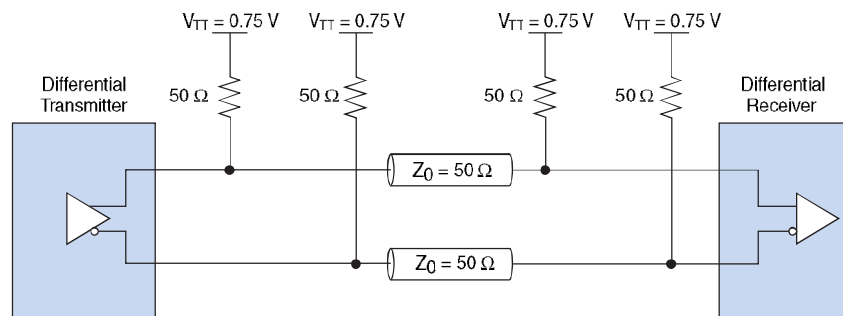 V_TT = 0.75 V V_TT = 0.75 V V_TT = 0.75 V V_TT = 0.75 V
Differential
Transmitter
50 Ω 50 Ω 50 Ω 50 Ω
Differential
Receiver
Z_0 = 50 Ω
Z_0 = 50 Ω